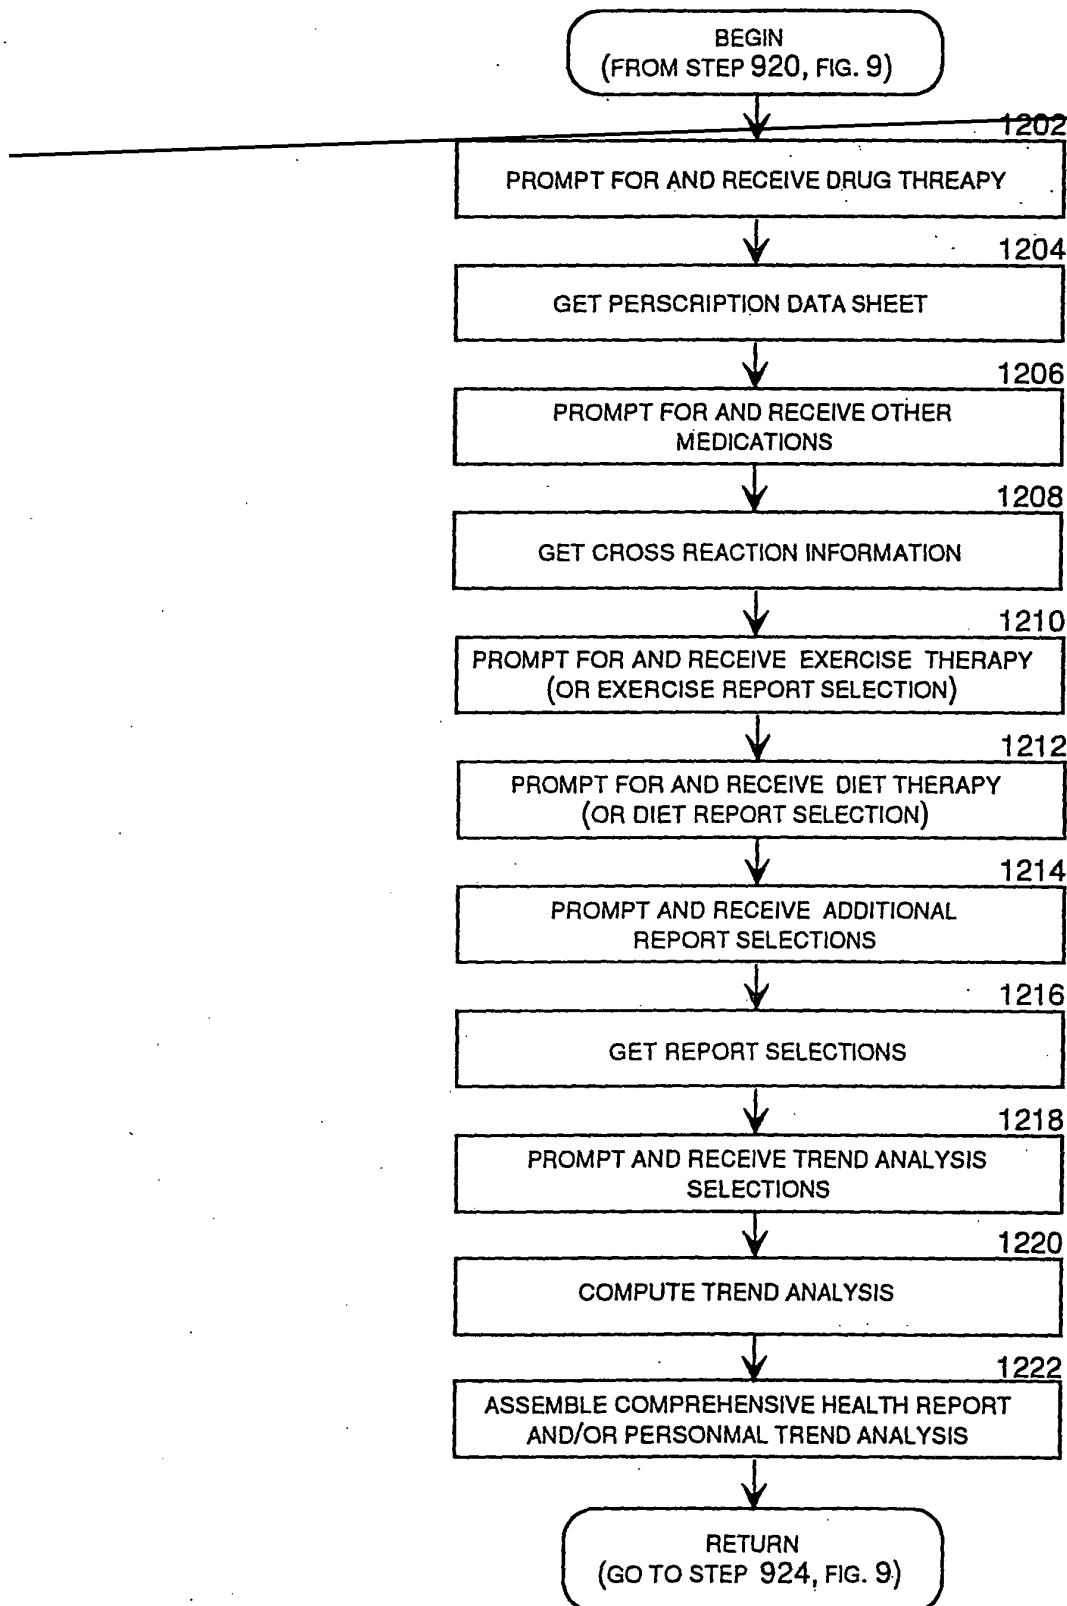 BEGIN
(FROM STEP 920, FIG. 9)
1202
PROMPT FOR AND RECEIVE DRUG THREAPY
1204
GET PERSCRIPTION DATA SHEET
1206
PROMPT FOR AND RECEIVE OTHER
MEDICATIONS
1208
GET CROSS REACTION INFORMATION
1210
PROMPT FOR AND RECEIVE EXERCISE THERAPY
(OR EXERCISE REPORT SELECTION)
1212
PROMPT FOR AND RECEIVE DIET THERAPY
(OR DIET REPORT SELECTION)
1214
PROMPT AND RECEIVE ADDITIONAL
REPORT SELECTIONS
1216
GET REPORT SELECTIONS
1218
PROMPT AND RECEIVE TREND ANALYSIS
SELECTIONS
1220
COMPUTE TREND ANALYSIS
1222
ASSEMBLE COMPREHENSIVE HEALTH REPORT
AND/OR PERSONMAL TREND ANALYSIS
RETURN
(GO TO STEP 924, FIG. 9)